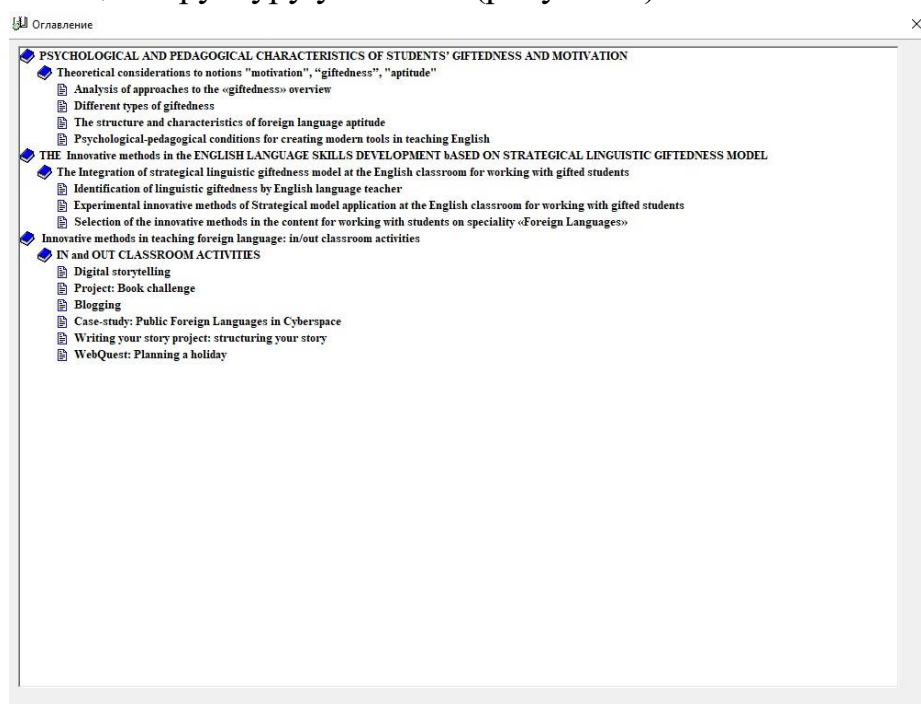 Оглавление
PSYCHOLOGICAL AND PEDAGOGICAL CHARACTERISTICS OF STUDENTS' GIFTEDNESS AND MOTIVATION
Theoretical considerations to notions "motivation", “giftedness”, "aptitude"
Analysis of approaches to the «giftedness» overview
Different types of giftedness
The structure and characteristics of foreign language aptitude
Psychological-pedagogical conditions for creating modern tools in teaching English
THE Innovative methods in the ENGLISH LANGUAGE SKILLS DEVELOPMENT bASED ON STRATEGICAL LINGUISTIC GIFTEDNESS MODEL
The Integration of strategical linguistic giftedness model at the English classroom for working with gifted students
Identification of linguistic giftedness by English language teacher
Experimental innovative methods of Strategical model application at the English classroom for working with gifted students
Selection of the innovative methods in the content for working with students on speciality «Foreign Languages»
Innovative methods in teaching foreign language: in/out classroom activities
IN and OUT CLASSROOM ACTIVITIES
Digital storytelling
Project: Book challenge
Blogging
Case-study: Public Foreign Languages in Cyberspace
Writing your story project: structuring your story
WebQuest: Planning a holiday